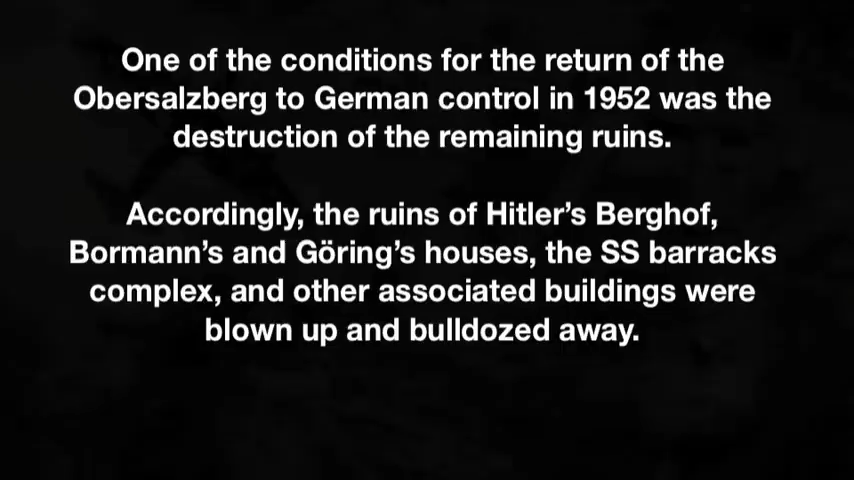 One of the conditions for the return of the
Obersalzberg to German control in 1952 was the
destruction of the remaining ruins.
Accordingly, the ruins of Hitler’s Berghof,
Bormann’s and Göring’s houses, the SS barracks
complex, and other associated buildings were
blown up and bulldozed away.